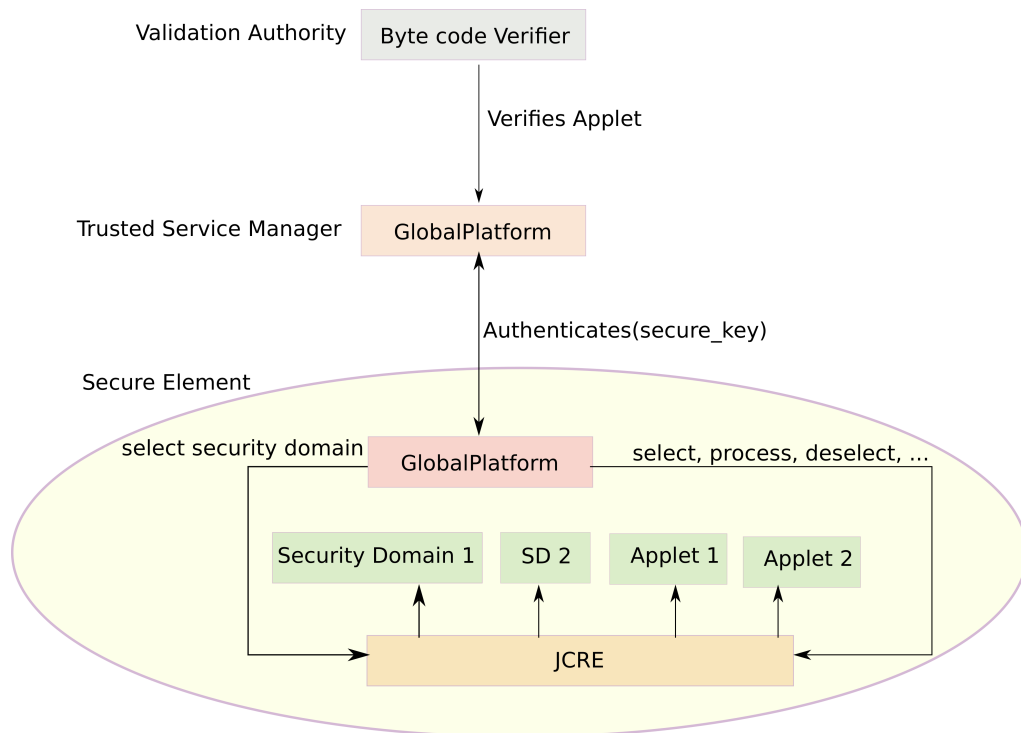 Validation Authority
Byte code Verifier
Verifies Applet
Trusted Service Manager
GlobalPlatform
Authenticates(secure_key)
Secure Element
select security domain
GlobalPlatform
select, process, deselect, ...
Security Domain 1
SD 2
Applet 1
Applet 2
JCRE